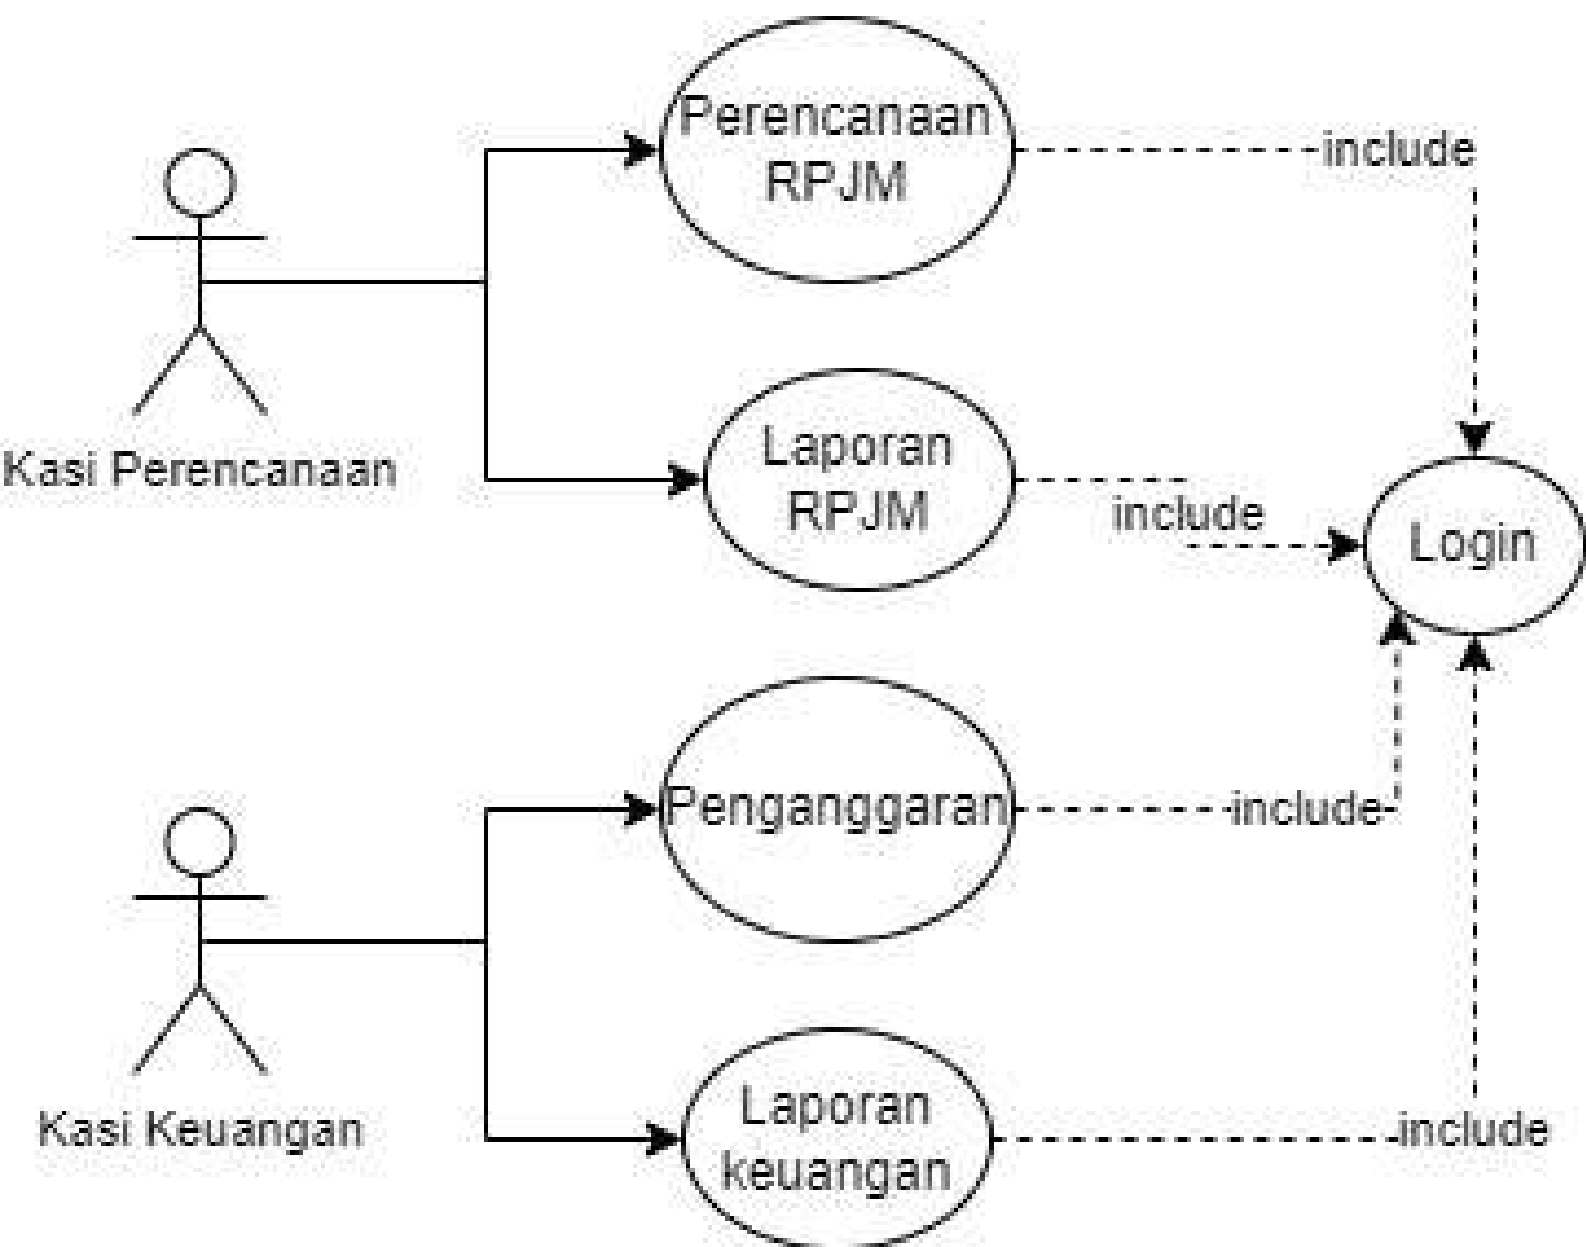 Perencanaan
RPJM
include
Kasi Perencanaan
Laporan
RPJM
include
Login
Penganggaran
include
Kasi Keuangan
Laporan
keuangan
include